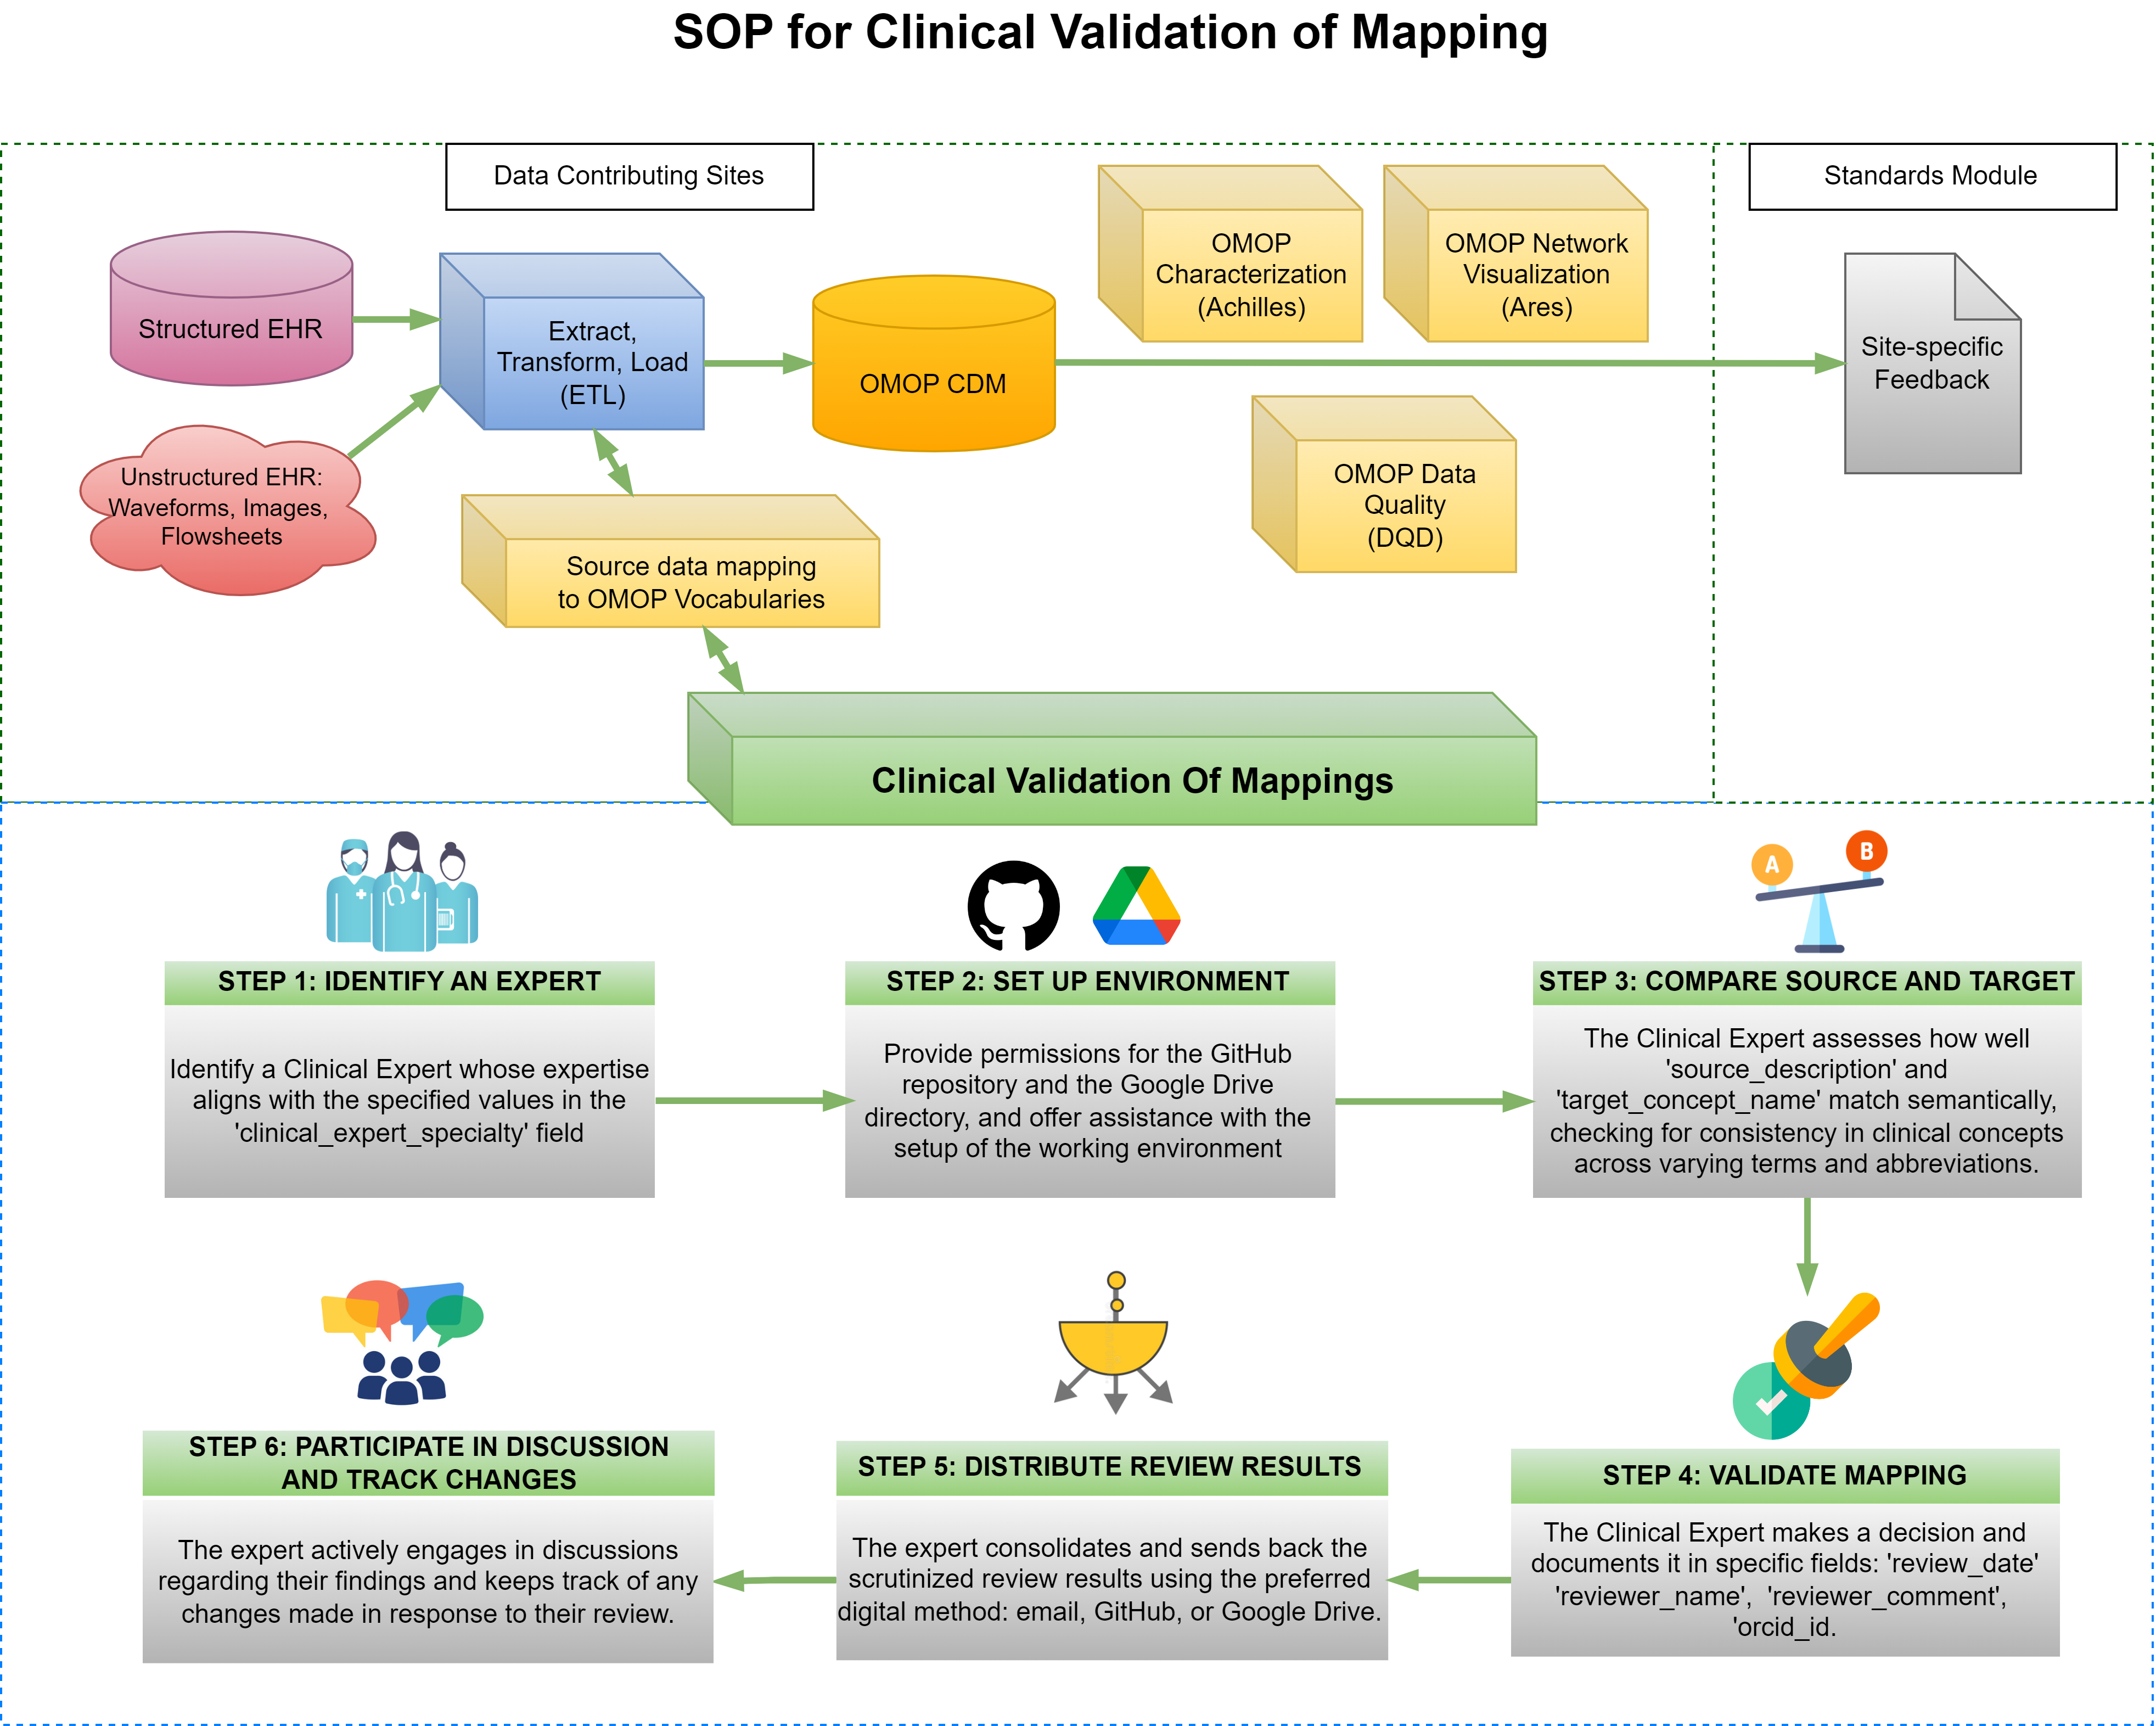 SOP for Clinical Validation of Mapping
Data Contributing Sites
Standards Module
Structured EHR
Unstructured EHR:
Waveforms, Images,
Flowsheets
Extract,
Transform, Load
(ETL)
OMOP CDM
OMOP
Characterization
(Achilles)
OMOP Network
Visualization
(Ares)
Site-specific
Feedback
OMOP Data
Quality
(DQD)
Source data mapping
to OMOP Vocabularies
Clinical Validation Of Mappings
STEP 1: IDENTIFY AN EXPERT
Identify a Clinical Expert whose expertise
aligns with the specified values in the
'clinical_expert_specialty' field
STEP 2: SET UP ENVIRONMENT
Provide permissions for the GitHub
repository and the Google Drive
directory, and offer assistance with the
setup of the working environment
A
B
STEP 3: COMPARE SOURCE AND TARGET
The Clinical Expert assesses how well
'source_description' and
'target_concept_name' match semantically,
checking for consistency in clinical concepts
across varying terms and abbreviations.
STEP 4: VALIDATE MAPPING
The Clinical Expert makes a decision and
documents it in specific fields: 'review_date'
'reviewer_name', 'reviewer_comment',
'orcid_id.
STEP 5: DISTRIBUTE REVIEW RESULTS
The expert consolidates and sends back the
scrutinized review results using the preferred
digital method: email, GitHub, or Google Drive.
STEP 6: PARTICIPATE IN DISCUSSION
AND TRACK CHANGES
The expert actively engages in discussions
regarding their findings and keeps track of any
changes made in response to their review.